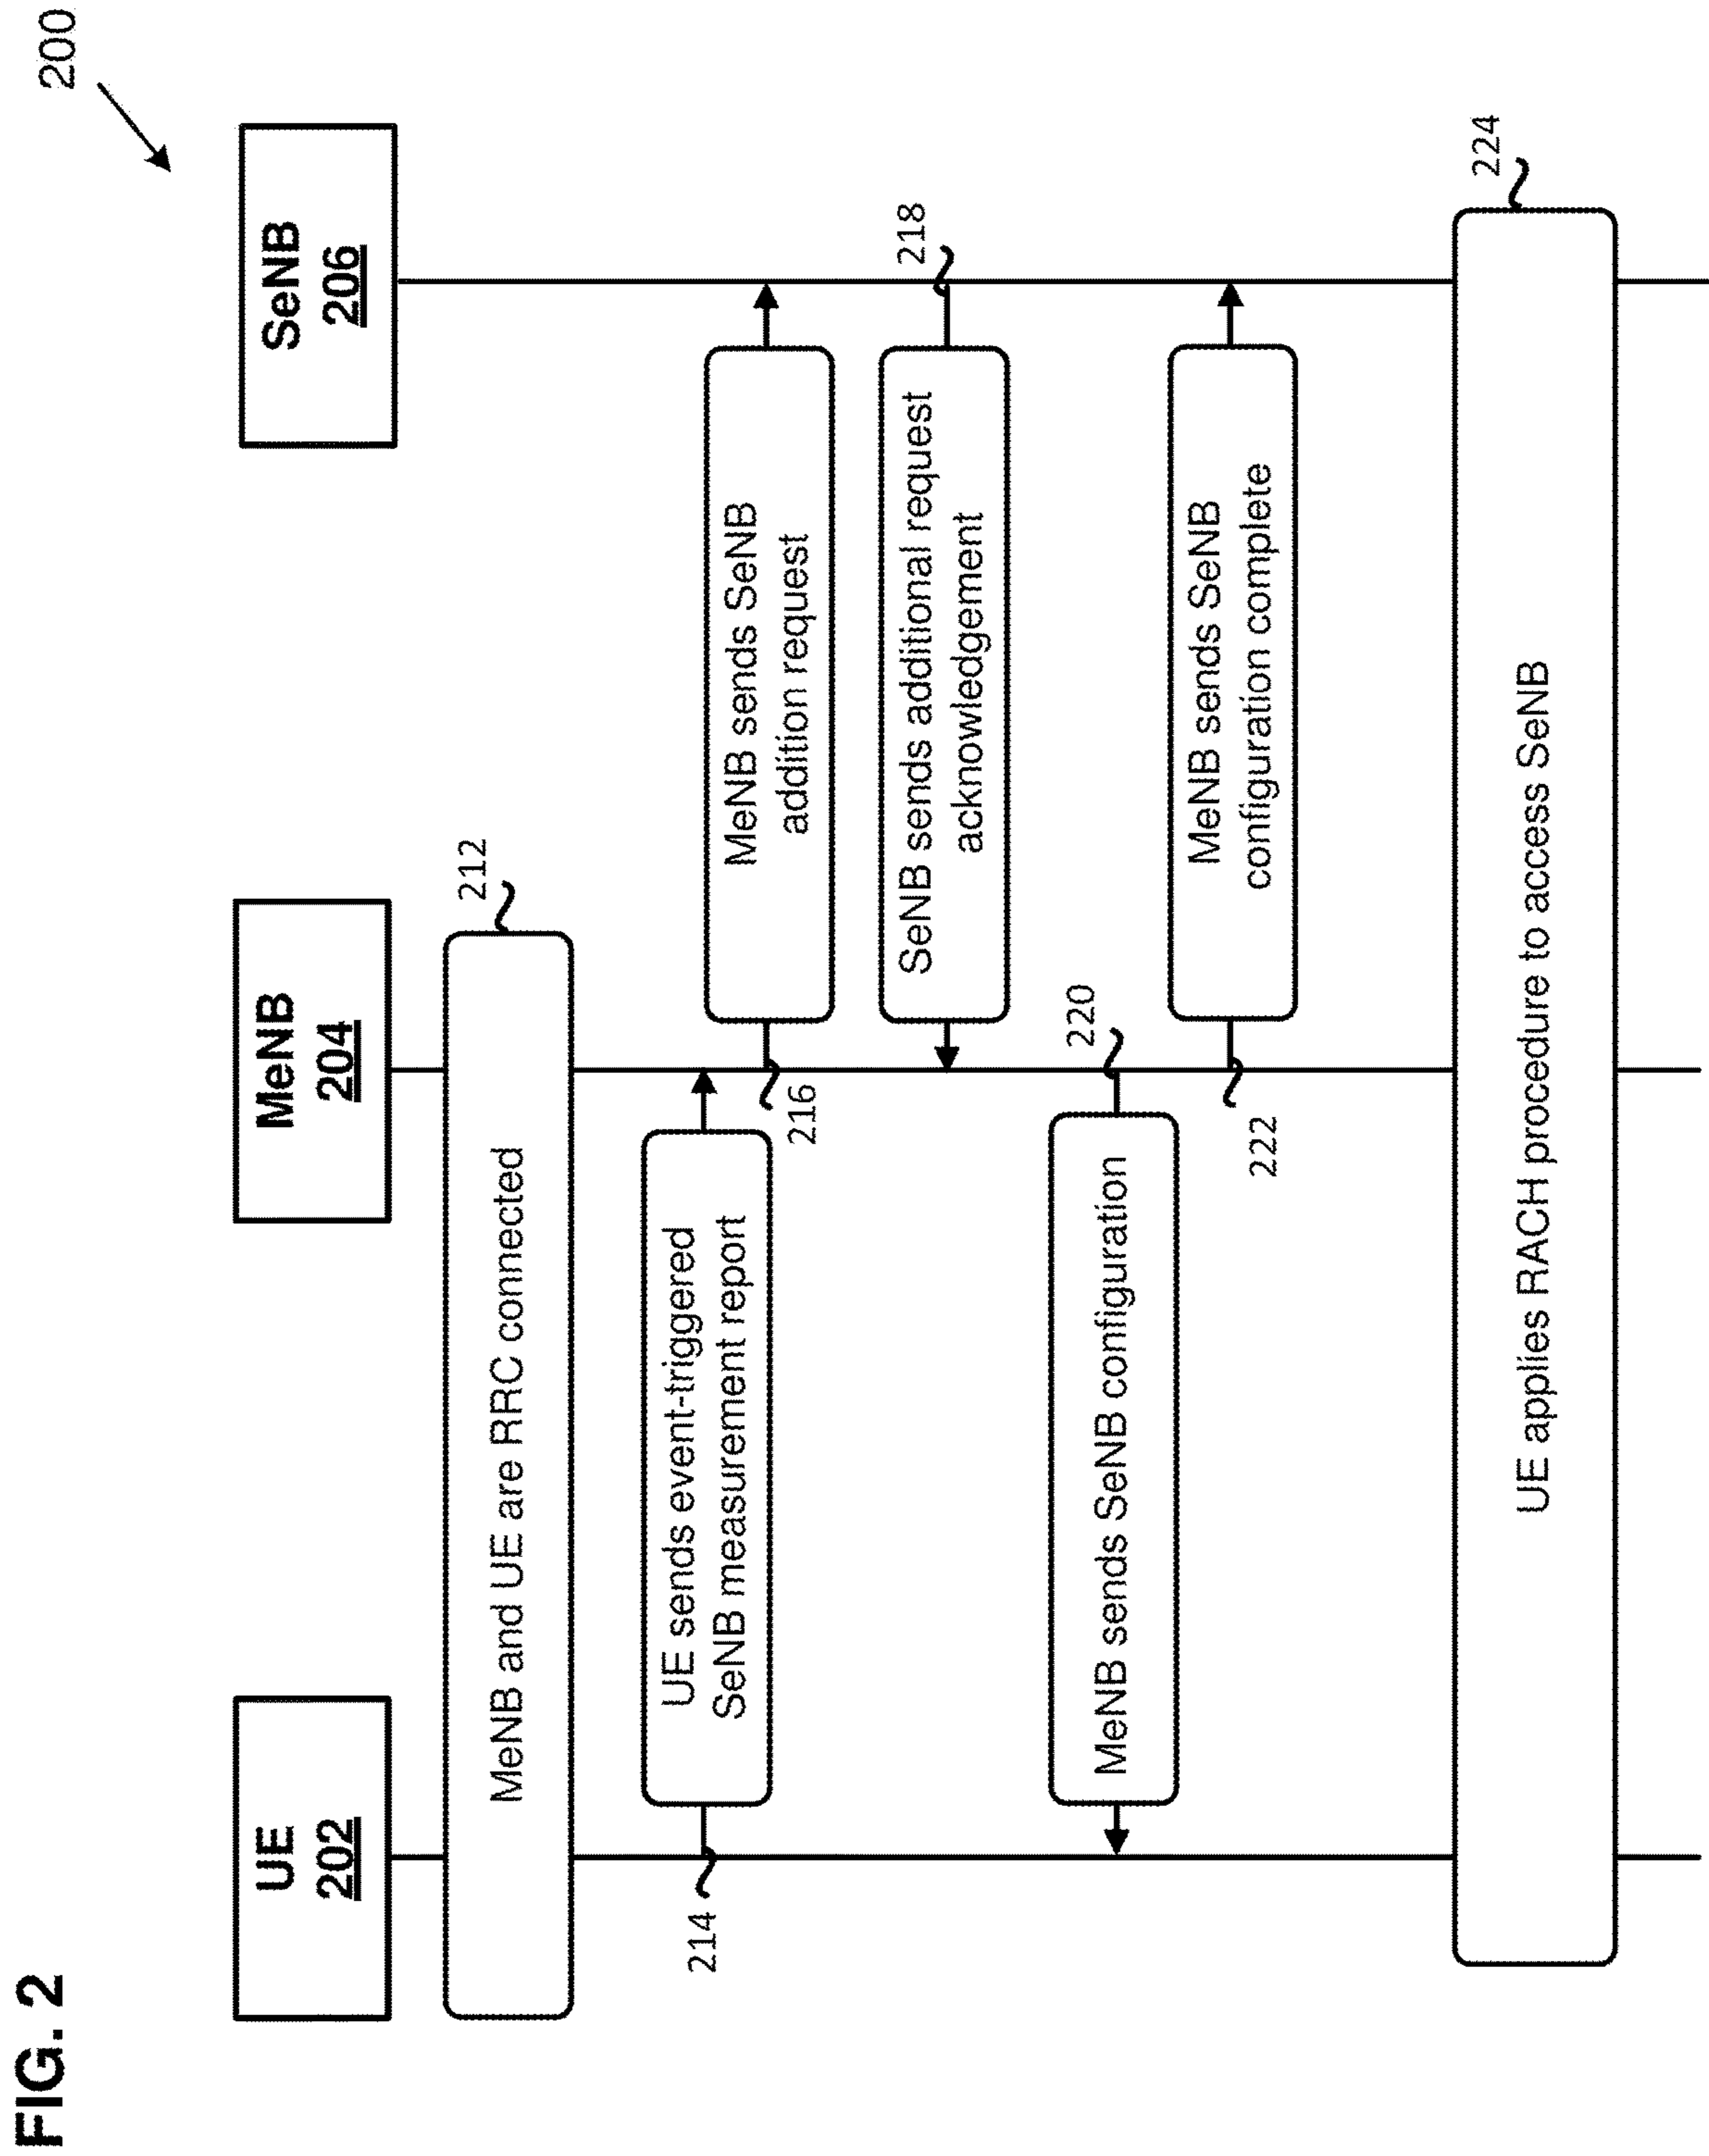 FIG. 2
200
UE
202
MeNB
204
SeNB
206
212
MeNB and UE are RRC connected
214
UE sends event-triggered
SeNB measurement report
216
MeNB sends SeNB
addition request
218
SeNB sends additional request
acknowledgement
220
MeNB sends SeNB configuration
222
MeNB sends SeNB
configuration complete
224
UE applies RACH procedure to access SeNB